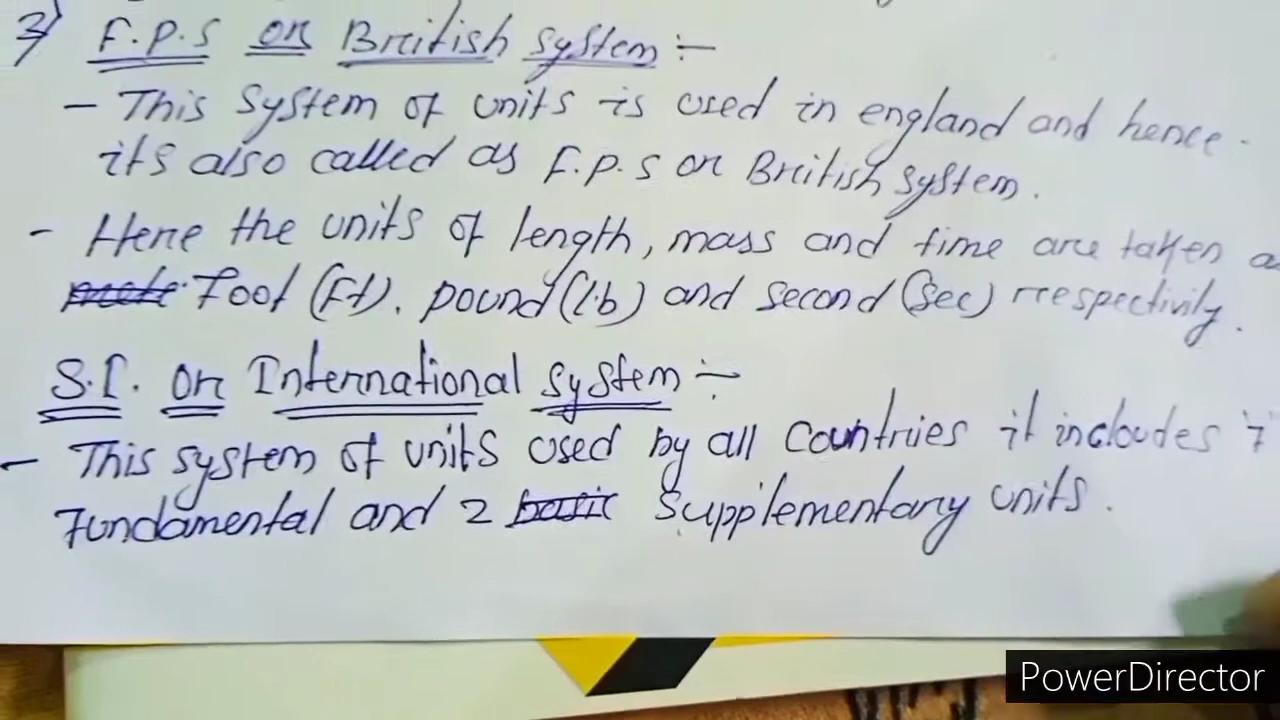 3) F.P.S or British System :-
- This System of units is used in england and hence
its also called as F.P.S or British System.
- Here the units of length, mass and time are taken a
Foot (Ft), pound (lb) and second (Sec) respectivily.
S.I. or International System :-
- This system of units used by all Countries it includes 7
Fundamental and 2 basic Supplementary units.
PowerDirector